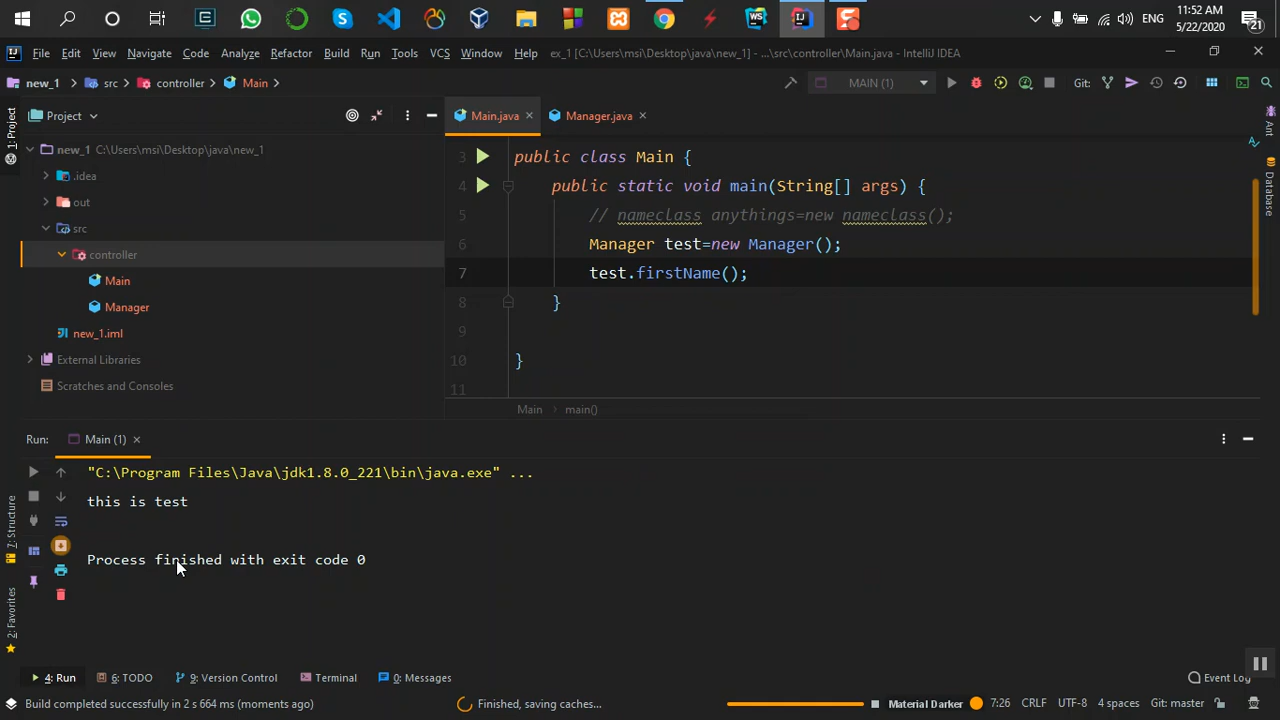 11:52 AM
ENG
5/22/2020
21
File Edit View Navigate Code Analyze Refactor Build Run Tools VCS Window Help ex_1 [C:\Users\msi\Desktop\java\new_1] - ...\src\controller\Main.java - IntelliJ IDEA
new_1 src controller Main
MAIN (1) Git:
1: Project
Project
Main.java Manager.java
new_1 C:\Users\msi\Desktop\java\new_1
.idea
out
src
controller
Main
Manager
new_1.iml
External Libraries
Scratches and Consoles
3 public class Main {
4 public static void main(String[] args) {
5 // nameclass anythings=new nameclass();
6 Manager test=new Manager();
7 test.firstName();
8 }
9
10 }
11
Main main()
Ant
Database
Run: Main (1)
"C:\Program Files\Java\jdk1.8.0_221\bin\java.exe" ...
this is test
Process finished with exit code 0
7: Structure
2: Favorites
4: Run 6: TODO 9: Version Control Terminal 0: Messages Event Log
Build completed successfully in 2 s 664 ms (moments ago) Finished, saving caches... Material Darker 7:26 CRLF UTF-8 4 spaces Git: master